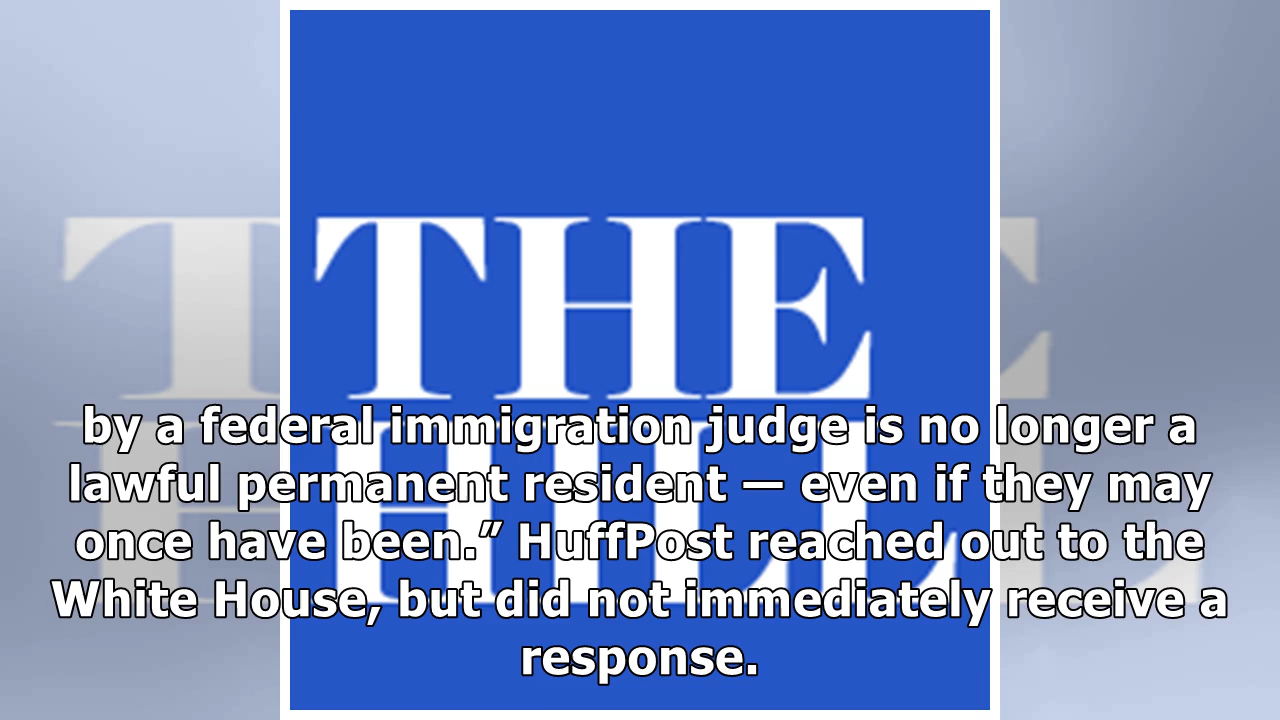 THE
HILL
by a federal immigration judge is no longer a
lawful permanent resident — even if they may
once have been.” HuffPost reached out to the
White House, but did not immediately receive a
response.